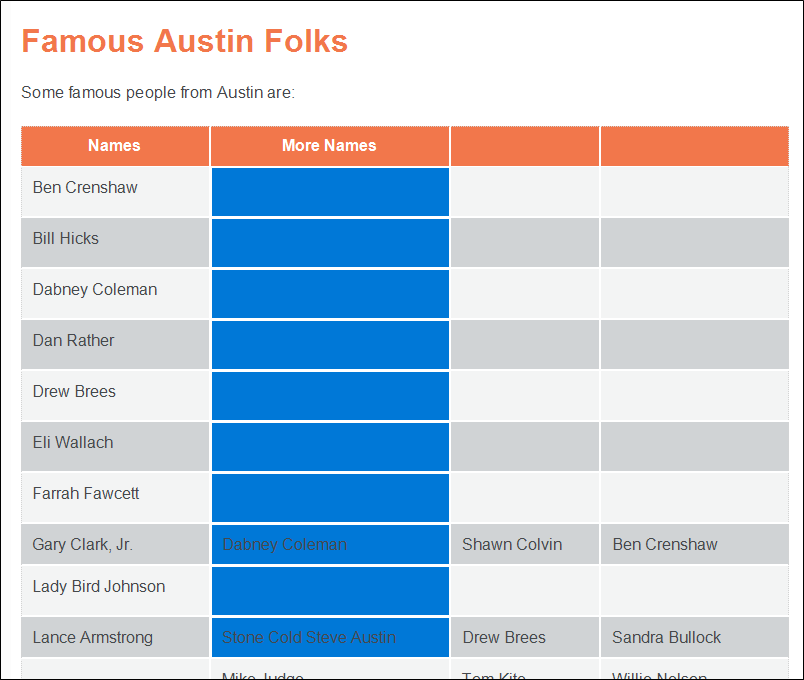 Famous Austin Folks
Some famous people from Austin are:
Names More Names
Ben Crenshaw
Bill Hicks
Dabney Coleman
Dan Rather
Drew Brees
Eli Wallach
Farrah Fawcett
Gary Clark, Jr. Dabney Coleman Shawn Colvin Ben Crenshaw
Lady Bird Johnson
Lance Armstrong Stone Cold Steve Austin Drew Brees Sandra Bullock
Mike Judge Tom Kite Willie Nelson